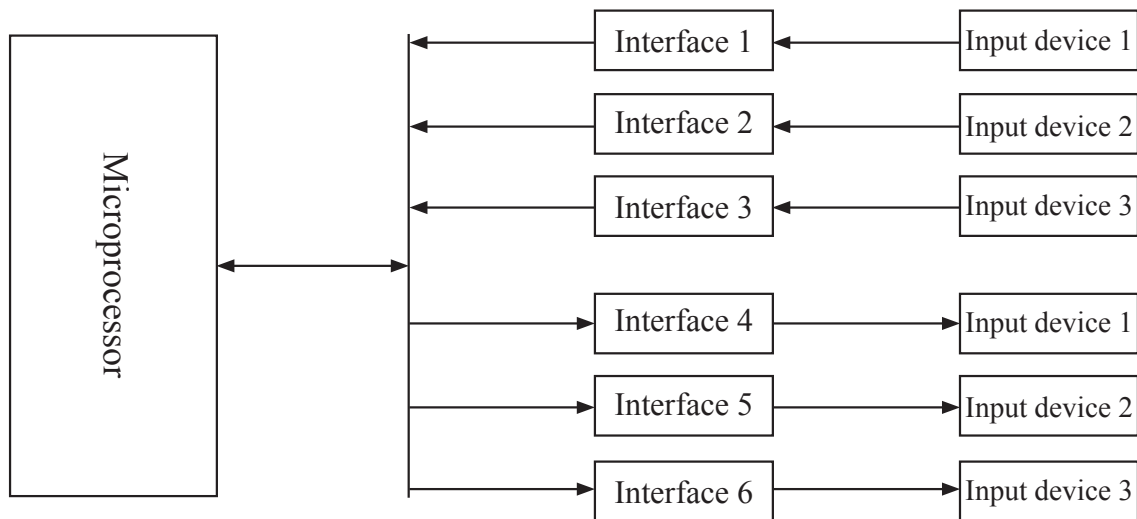 Microprocessor
Interface 1
Input device 1
Interface 2
Input device 2
Interface 3
Input device 3
Interface 4
Input device 1
Interface 5
Input device 2
Interface 6
Input device 3